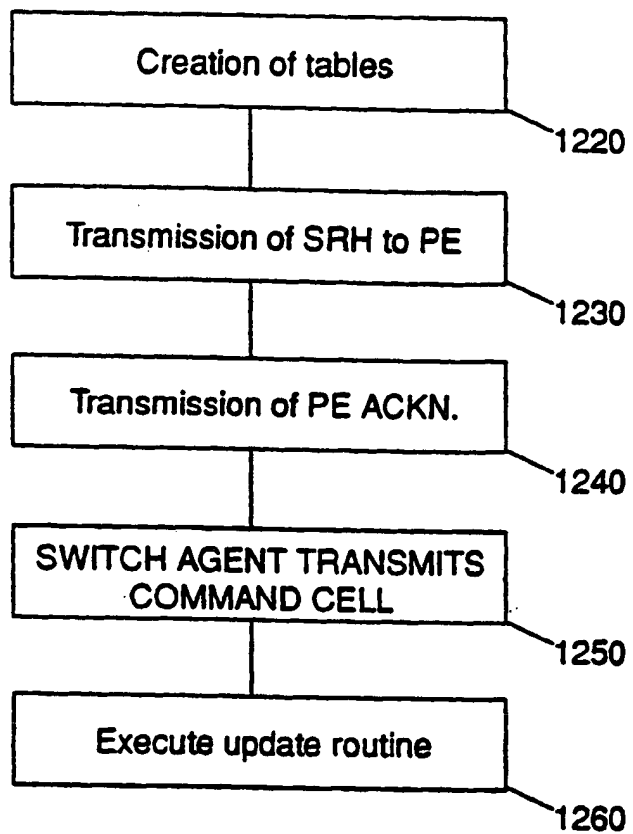 Creation of tables
1220
Transmission of SRH to PE
1230
Transmission of PE ACKN.
1240
SWITCH AGENT TRANSMITS
COMMAND CELL
1250
Execute update routine
1260